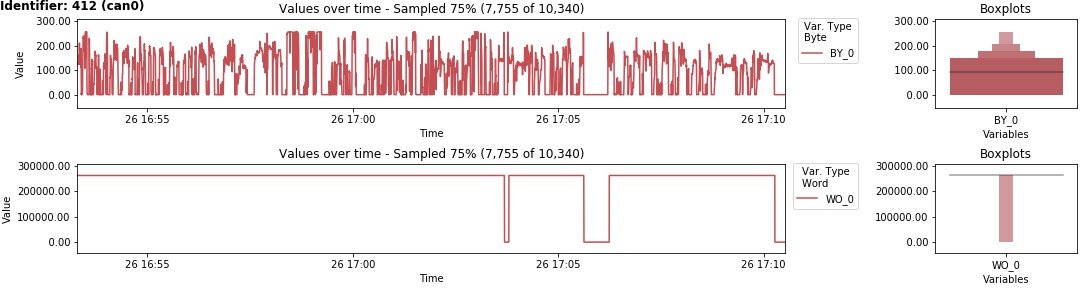 Identifier: 412 (can0)
Values over time - Sampled 75% (7,755 of 10,340)
Value
300.00
200.00
100.00
0.00
26 16:55
26 17:00
26 17:05
26 17:10
Time
Var. Type
Byte
BY_0
Boxplots
300.00
200.00
100.00
0.00
BY_0
Variables
Values over time - Sampled 75% (7,755 of 10,340)
Value
300000.00
200000.00
100000.00
0.00
26 16:55
26 17:00
26 17:05
26 17:10
Time
Var. Type
Word
WO_0
Boxplots
300000.00
200000.00
100000.00
0.00
WO_0
Variables